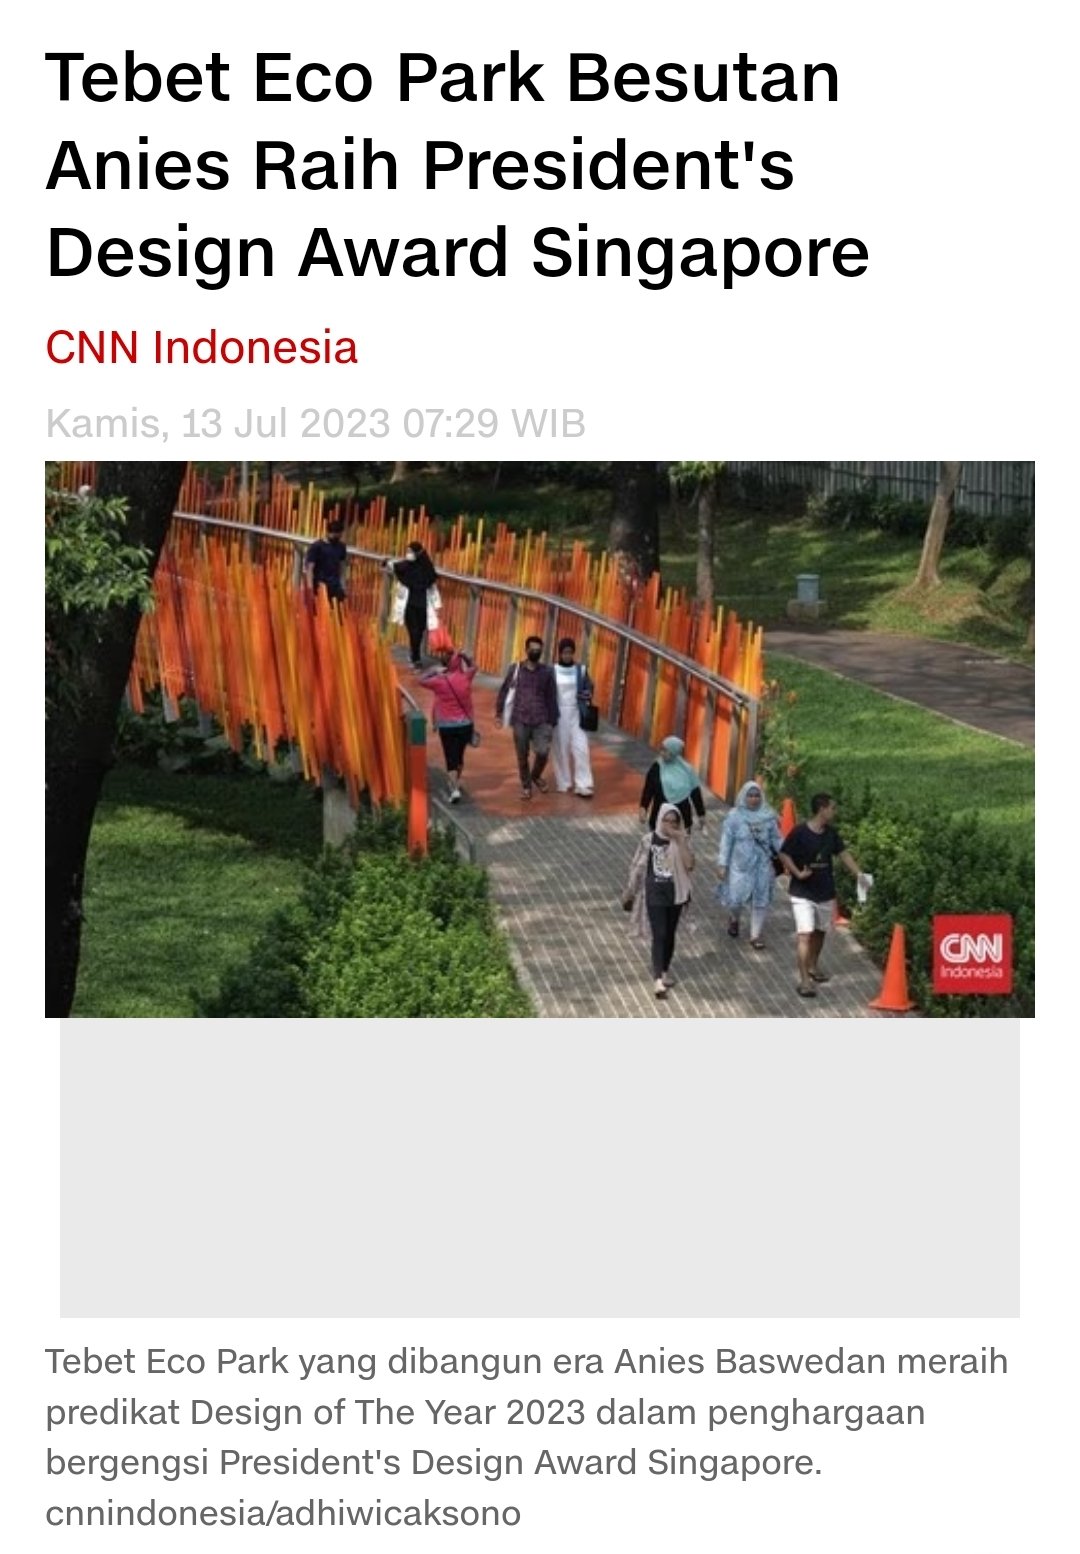 Tebet Eco Park Besutan
Anies Raih President's
Design Award Singapore
CNN Indonesia
Kamis, 13 Jul 2023 07:29 WIB
CNN
Indonesia
Tebet Eco Park yang dibangun era Anies Baswedan meraih
predikat Design of The Year 2023 dalam penghargaan
bergengsi President's Design Award Singapore.
cnnindonesia/adhiwicaksono